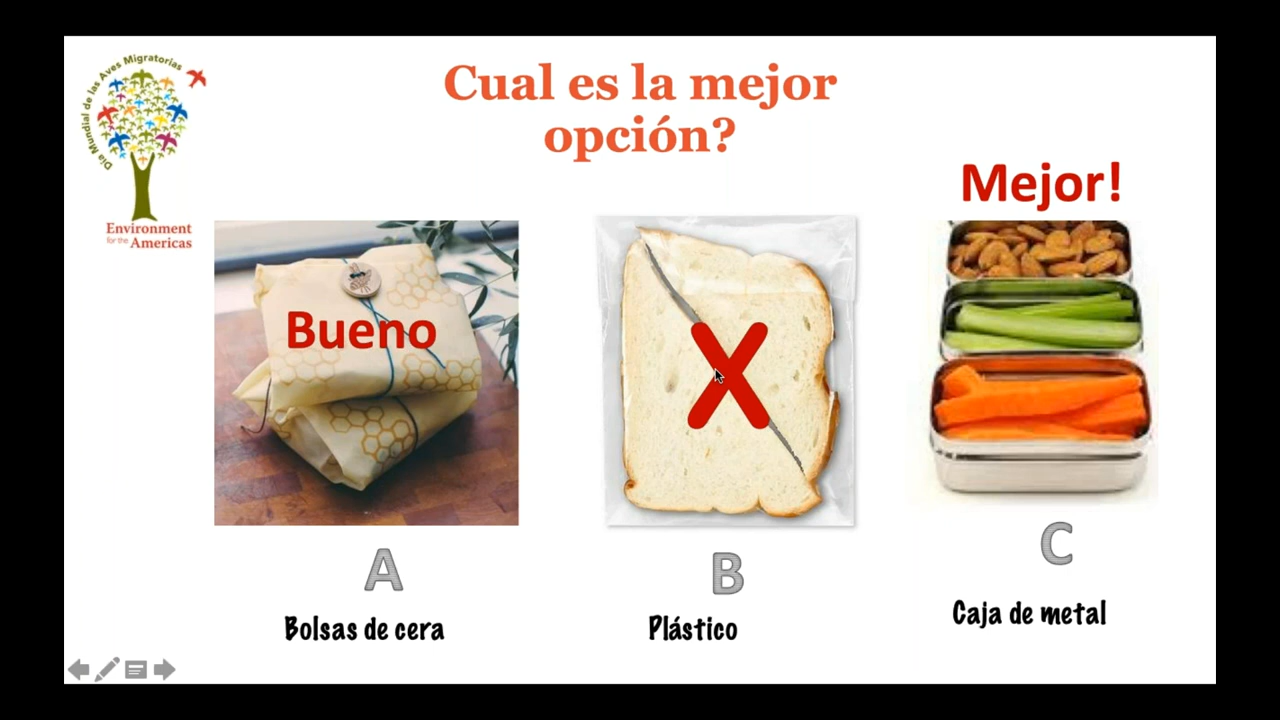 Día Mundial de las Aves Migratorias
Environment
for the Americas
Cual es la mejor
opción?
Mejor!
Bueno
X
A
B
C
Bolsas de cera
Plástico
Caja de metal